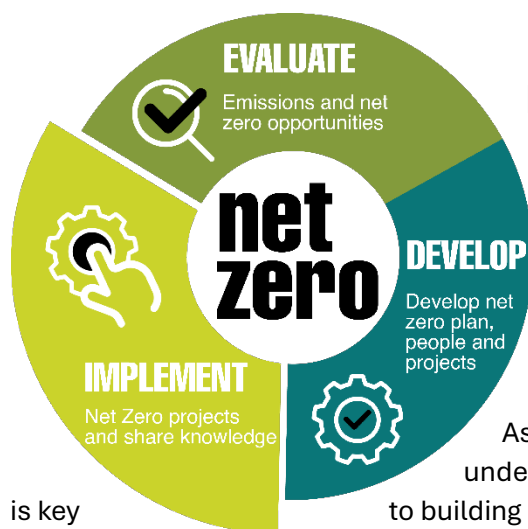 EVALUATE
Emissions and net
zero opportunities
net
zero
DEVELOP
Develop net
zero plan,
people and
projects
IMPLEMENT
Net Zero projects
and share knowledge
As
unde
is key to building